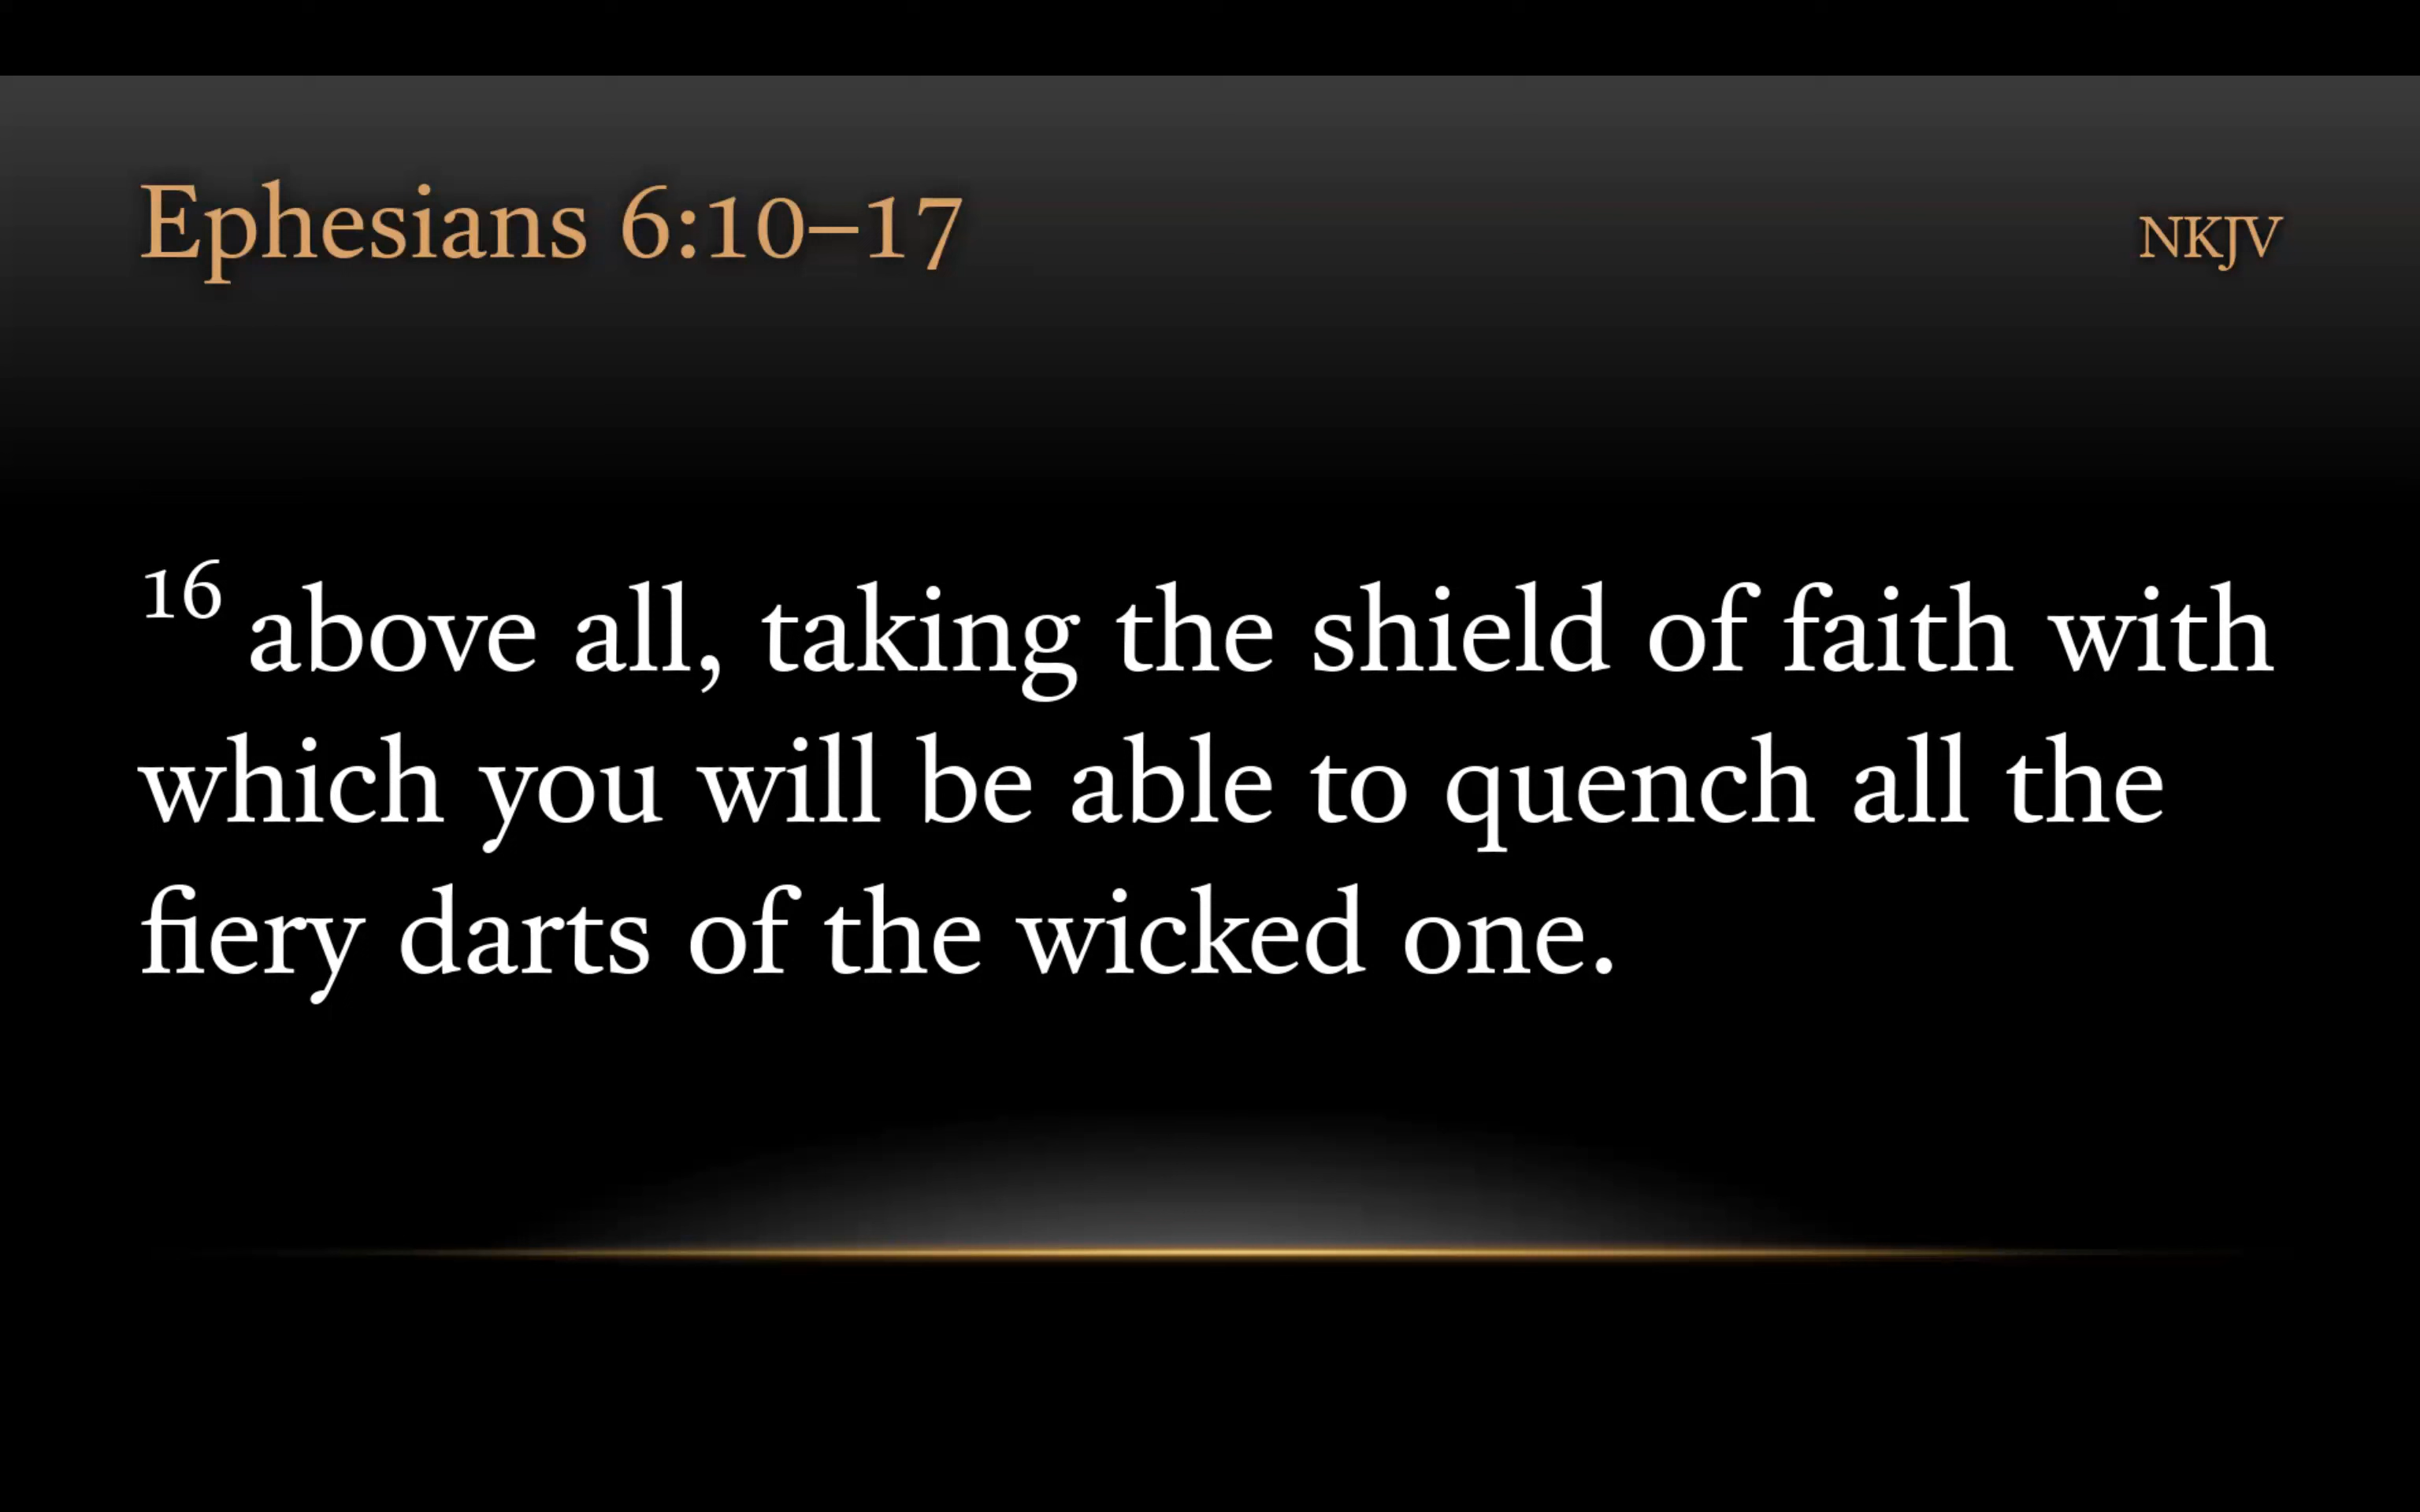 Ephesians 6:10–17
NKJV
16 above all, taking the shield of faith with
which you will be able to quench all the
fiery darts of the wicked one.